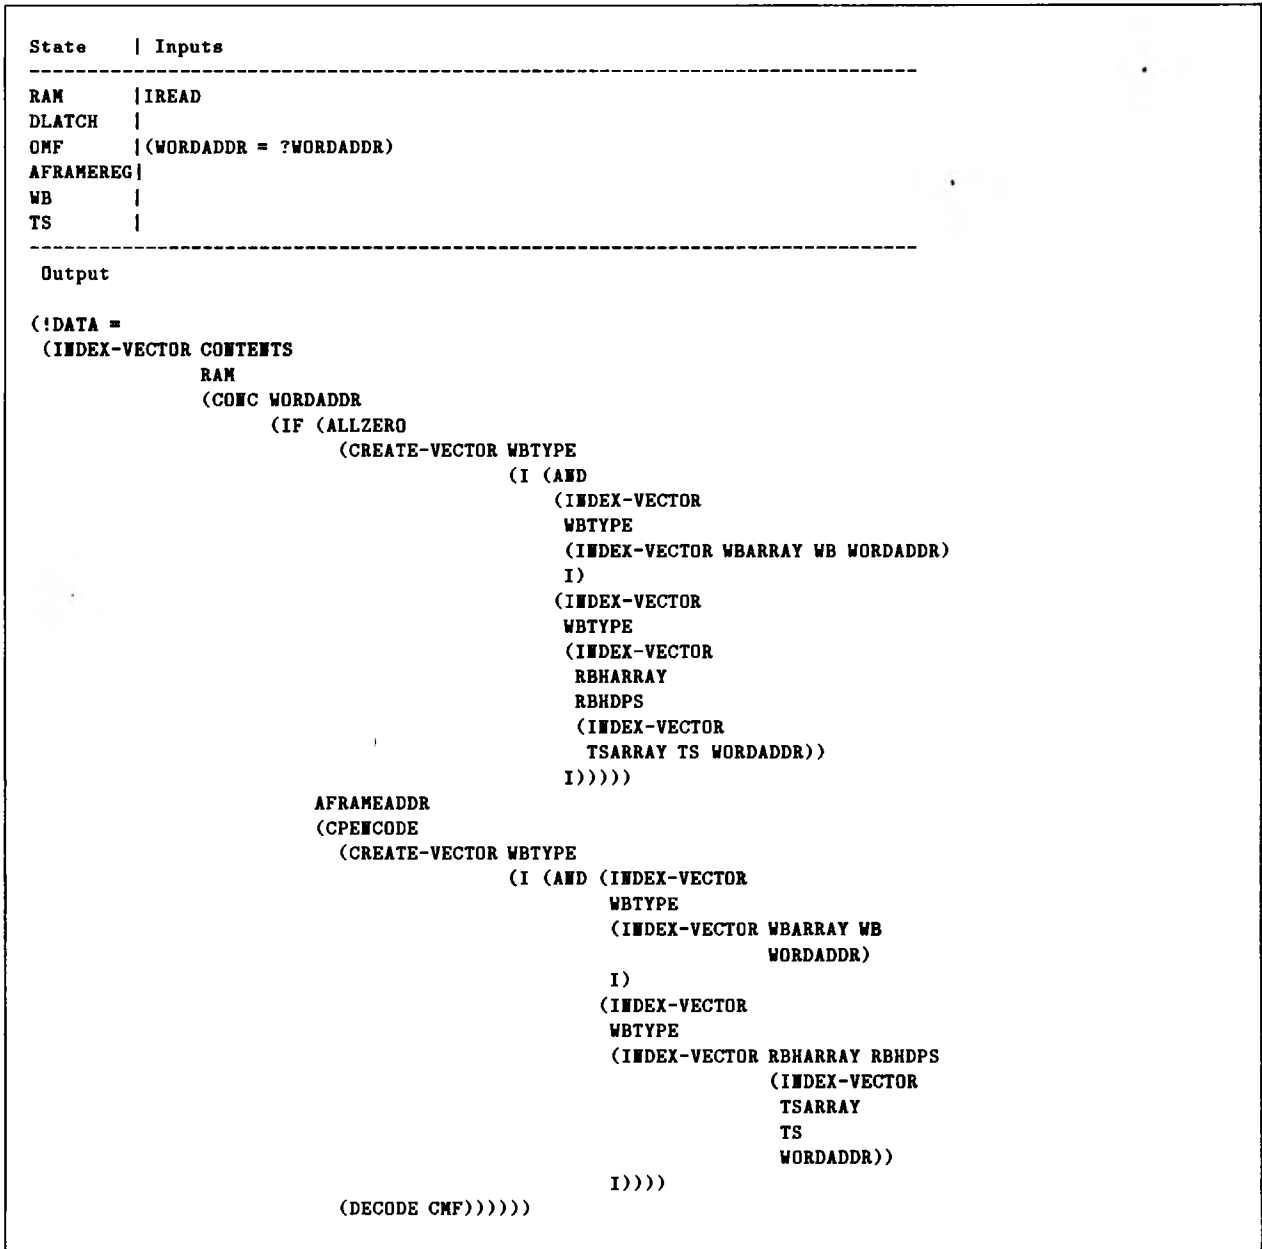 State | Inputs
--------------------------------------------------------------------------
RAM |IREAD
DLATCH |
OMF |(WORDADDR = ?WORDADDR)
AFRAMEREG|
WB |
TS |
--------------------------------------------------------------------------
Output
(!DATA =
(INDEX-VECTOR CONTENTS
RAM
(CONC WORDADDR
(IF (ALLZERO
(CREATE-VECTOR WBTYPE
(I (AND
(INDEX-VECTOR
WBTYPE
(INDEX-VECTOR WBARRAY WB WORDADDR)
I)
(INDEX-VECTOR
WBTYPE
(INDEX-VECTOR
RBHARRAY
RBHDPS
(INDEX-VECTOR
TSARRAY TS WORDADDR))
I)))))
AFRAMEADDR
(CPENCODE
(CREATE-VECTOR WBTYPE
(I (AND (INDEX-VECTOR
WBTYPE
(INDEX-VECTOR WBARRAY WB
WORDADDR)
I)
(INDEX-VECTOR
WBTYPE
(INDEX-VECTOR RBHARRAY RBHDPS
(INDEX-VECTOR
TSARRAY
TS
WORDADDR))
I))))
(DECODE CMF))))))